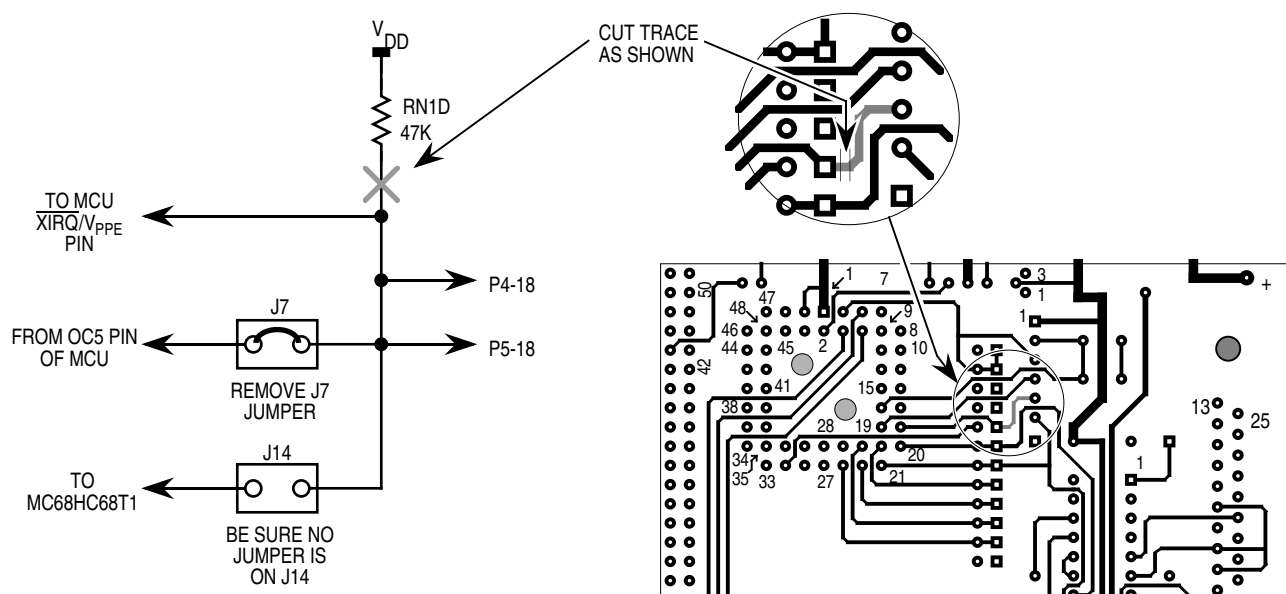 V
DD
RN1D
47K
CUT TRACE
AS SHOWN
TO MCU
XIRQ/VPPE
PIN
P4-18
J7
FROM OC5 PIN
OF MCU
P5-18
REMOVE J7
JUMPER
J14
TO
MC68HC68T1
BE SURE NO
JUMPER IS
ON J14
50
47
48
1
7
9
3
1
1
+
46
45
2
8
44
10
42
41
15
38
28
19
13
25
34
35
33
27
20
21
1